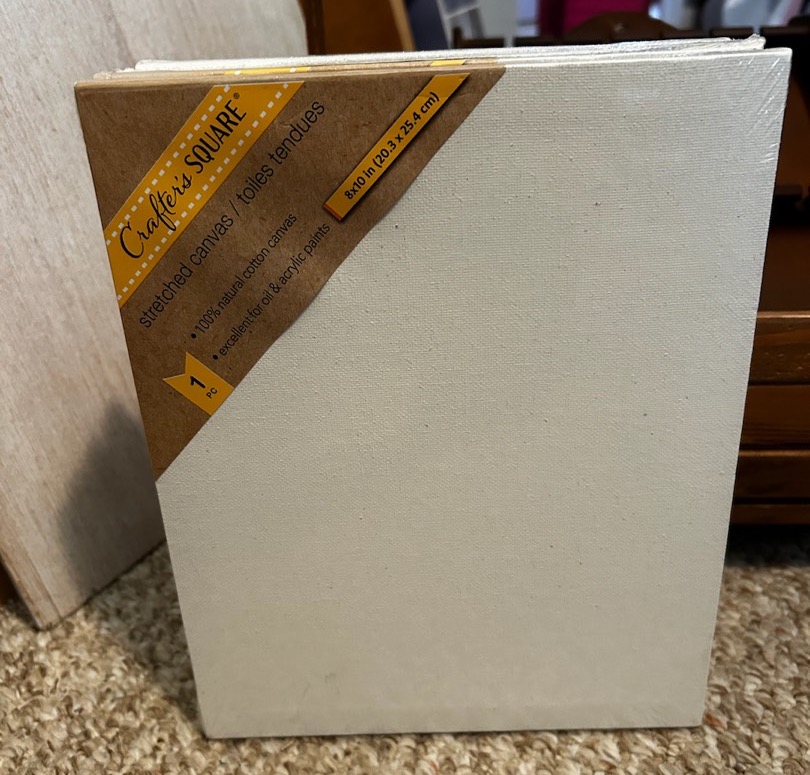 Crafter's SQUARE®
stretched canvas / toiles tendues
8x10 in (20.3 x 25.4 cm)
• 100% natural cotton canvas
• excellent for oil & acrylic paints
1
PC